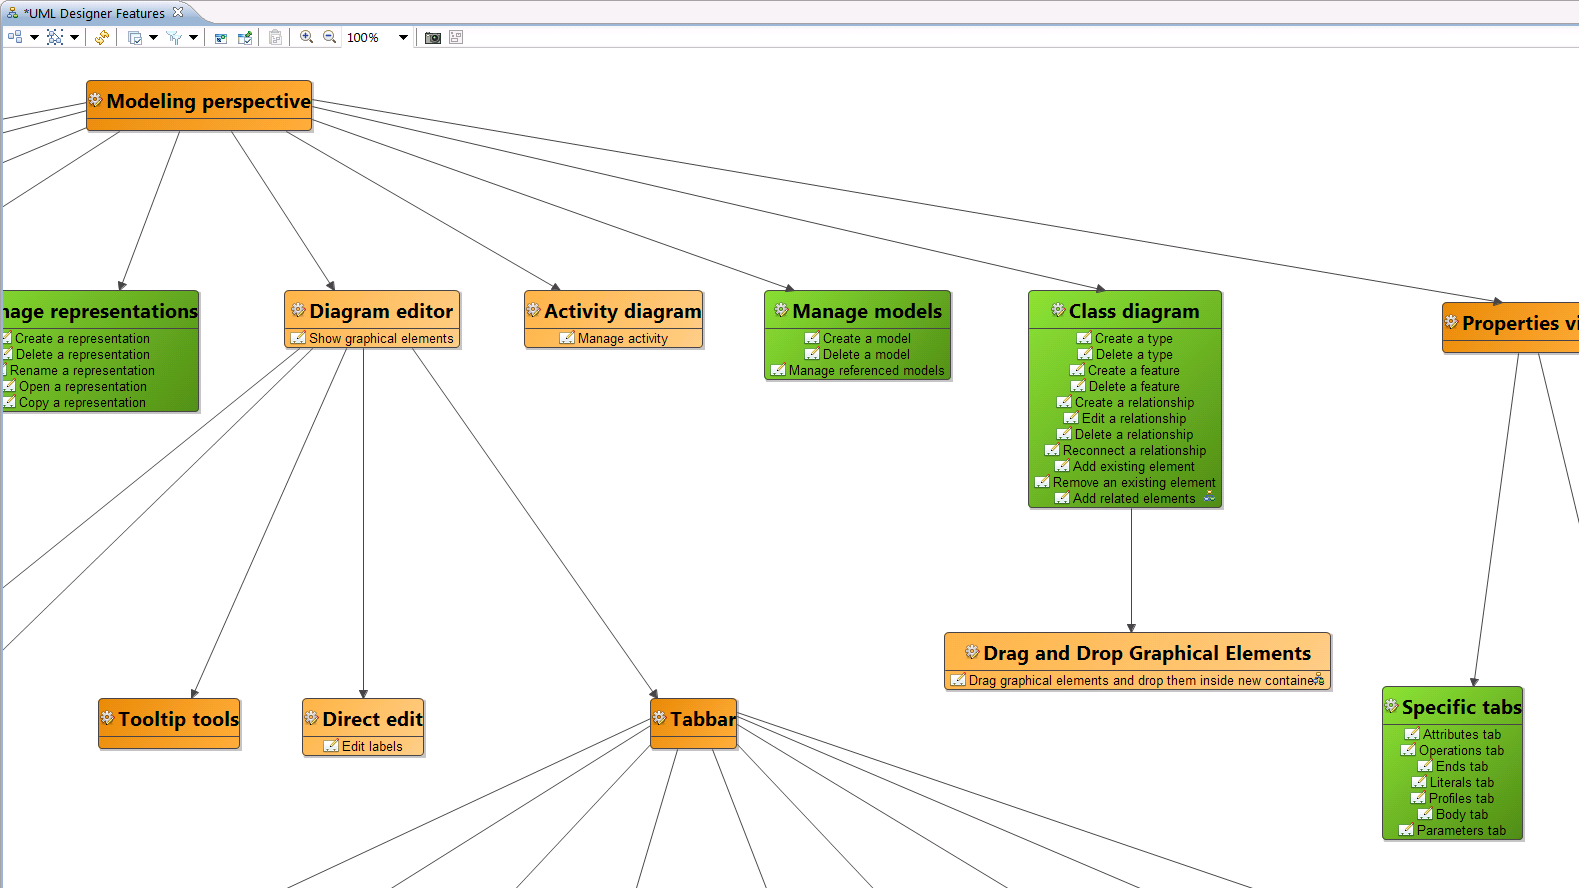 *UML Designer Features
100%
Modeling perspective
nage representations
Create a representation
Delete a representation
Rename a representation
Open a representation
Copy a representation
Diagram editor
Show graphical elements
Activity diagram
Manage activity
Manage models
Create a model
Delete a model
Manage referenced models
Class diagram
Create a type
Delete a type
Create a feature
Delete a feature
Create a relationship
Edit a relationship
Delete a relationship
Reconnect a relationship
Add existing element
Remove an existing element
Add related elements
Properties vi
Drag and Drop Graphical Elements
Drag graphical elements and drop them inside new containers
Tooltip tools
Direct edit
Edit labels
Tabbar
Specific tabs
Attributes tab
Operations tab
Ends tab
Literals tab
Profiles tab
Body tab
Parameters tab